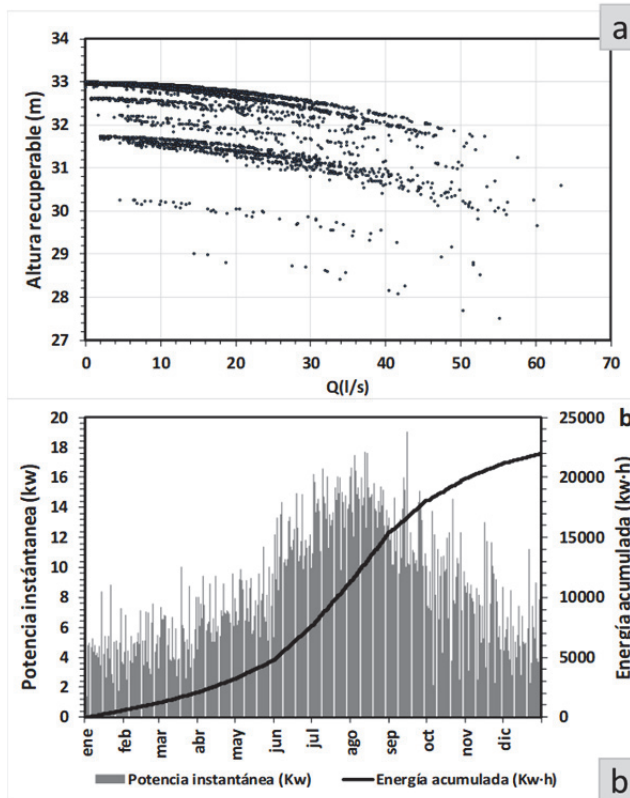 a
Altura recuperable (m)
34
33
32
31
30
29
28
27
0 10 20 30 40 50 60 70
Q(l/s)
b
Potencia instántanea (kw)
20
18
16
14
12
10
8
6
4
2
0
25000
20000
15000
10000
5000
0
Energía acumulada (kw·h)
ene feb mar abr may jun jul ago sep oct nov dic
Potencia instantánea (Kw) Energía acumulada (Kw·h)
b